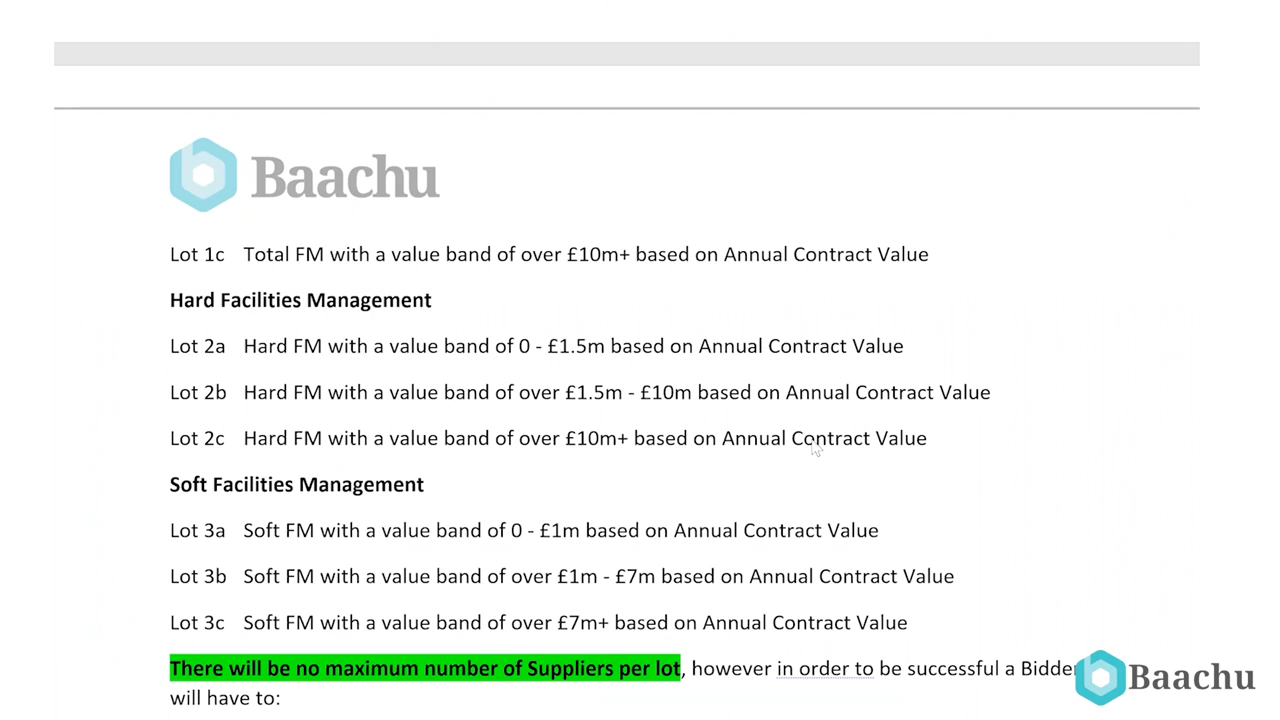 Baachu
Lot 1c Total FM with a value band of over £10m+ based on Annual Contract Value
Hard Facilities Management
Lot 2a Hard FM with a value band of 0 - £1.5m based on Annual Contract Value
Lot 2b Hard FM with a value band of over £1.5m - £10m based on Annual Contract Value
Lot 2c Hard FM with a value band of over £10m+ based on Annual Contract Value
Soft Facilities Management
Lot 3a Soft FM with a value band of 0 - £1m based on Annual Contract Value
Lot 3b Soft FM with a value band of over £1m - £7m based on Annual Contract Value
Lot 3c Soft FM with a value band of over £7m+ based on Annual Contract Value
There will be no maximum number of Suppliers per lot, however in order to be successful a Bidder
will have to:
Baachu